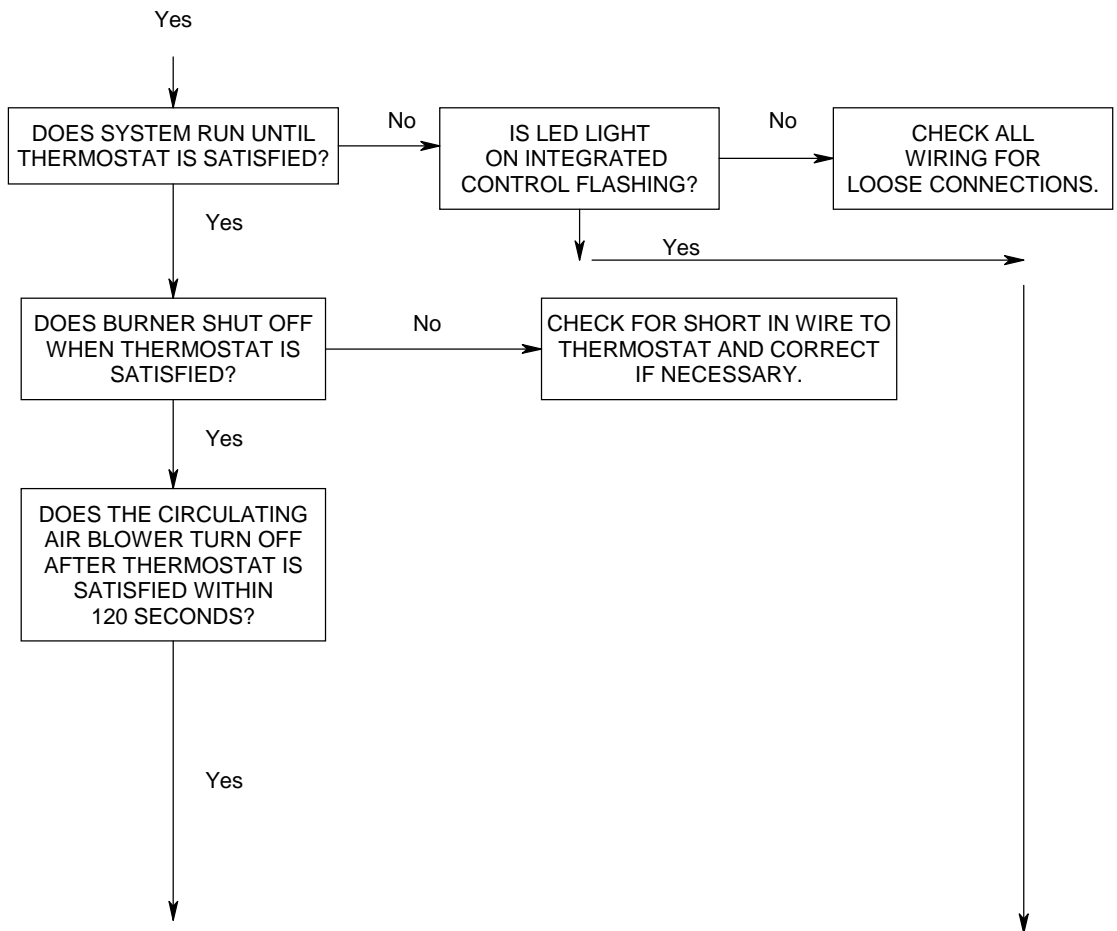 Yes
DOES SYSTEM RUN UNTIL
THERMOSTAT IS SATISFIED?
No
IS LED LIGHT
ON INTEGRATED
CONTROL FLASHING?
No
CHECK ALL
WIRING FOR
LOOSE CONNECTIONS.
Yes
Yes
DOES BURNER SHUT OFF
WHEN THERMOSTAT IS
SATISFIED?
No
CHECK FOR SHORT IN WIRE TO
THERMOSTAT AND CORRECT
IF NECESSARY.
Yes
DOES THE CIRCULATING
AIR BLOWER TURN OFF
AFTER THERMOSTAT IS
SATISFIED WITHIN
120 SECONDS?
Yes